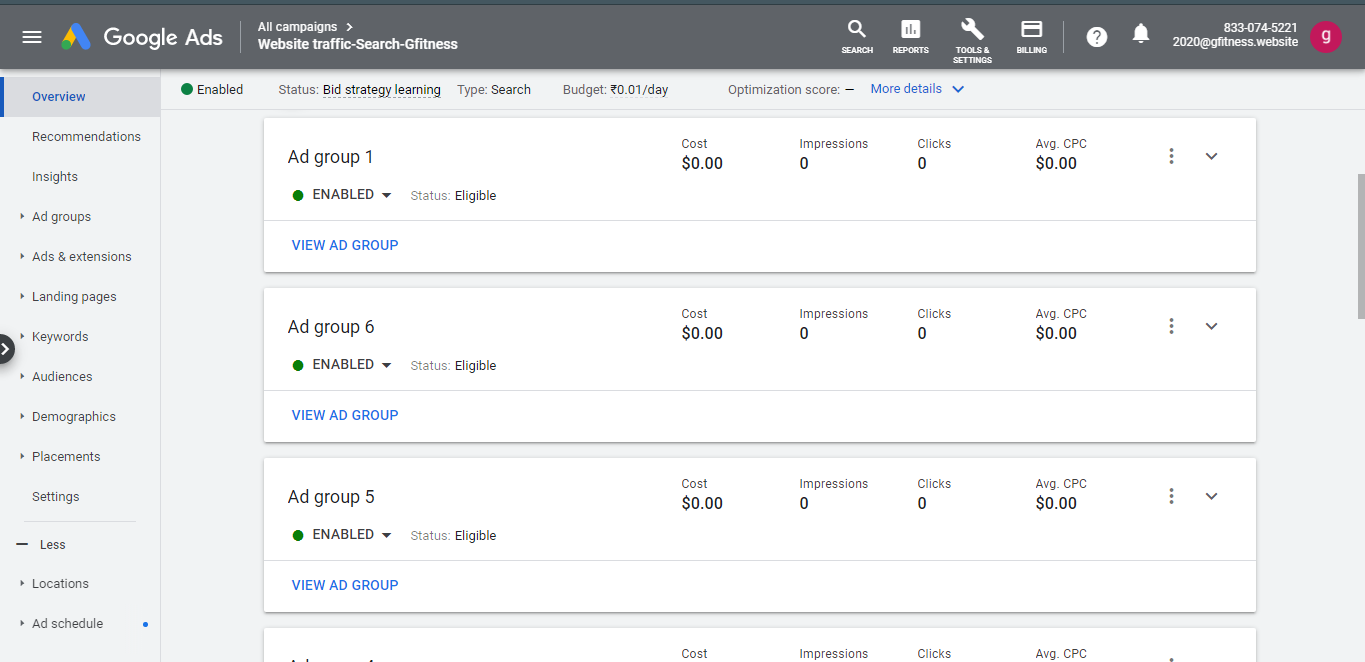 Google Ads
All campaigns
Website traffic-Search-Gfitness
SEARCH
REPORTS
TOOLS &
SETTINGS
BILLING
?
833-074-5221
2020@gfitness.website
g
Overview
Recommendations
Insights
Ad groups
Ads & extensions
Landing pages
Keywords
Audiences
Demographics
Placements
Settings
Less
Locations
Ad schedule
Enabled Status: Bid strategy learning Type: Search Budget: ₹0.01/day Optimization score: – More details
Ad group 1
Cost Impressions Clicks Avg. CPC
$0.00 0 0 $0.00
ENABLED Status: Eligible
VIEW AD GROUP
Ad group 6
Cost Impressions Clicks Avg. CPC
$0.00 0 0 $0.00
ENABLED Status: Eligible
VIEW AD GROUP
Ad group 5
Cost Impressions Clicks Avg. CPC
$0.00 0 0 $0.00
ENABLED Status: Eligible
VIEW AD GROUP
Cost Impressions Clicks Avg. CPC